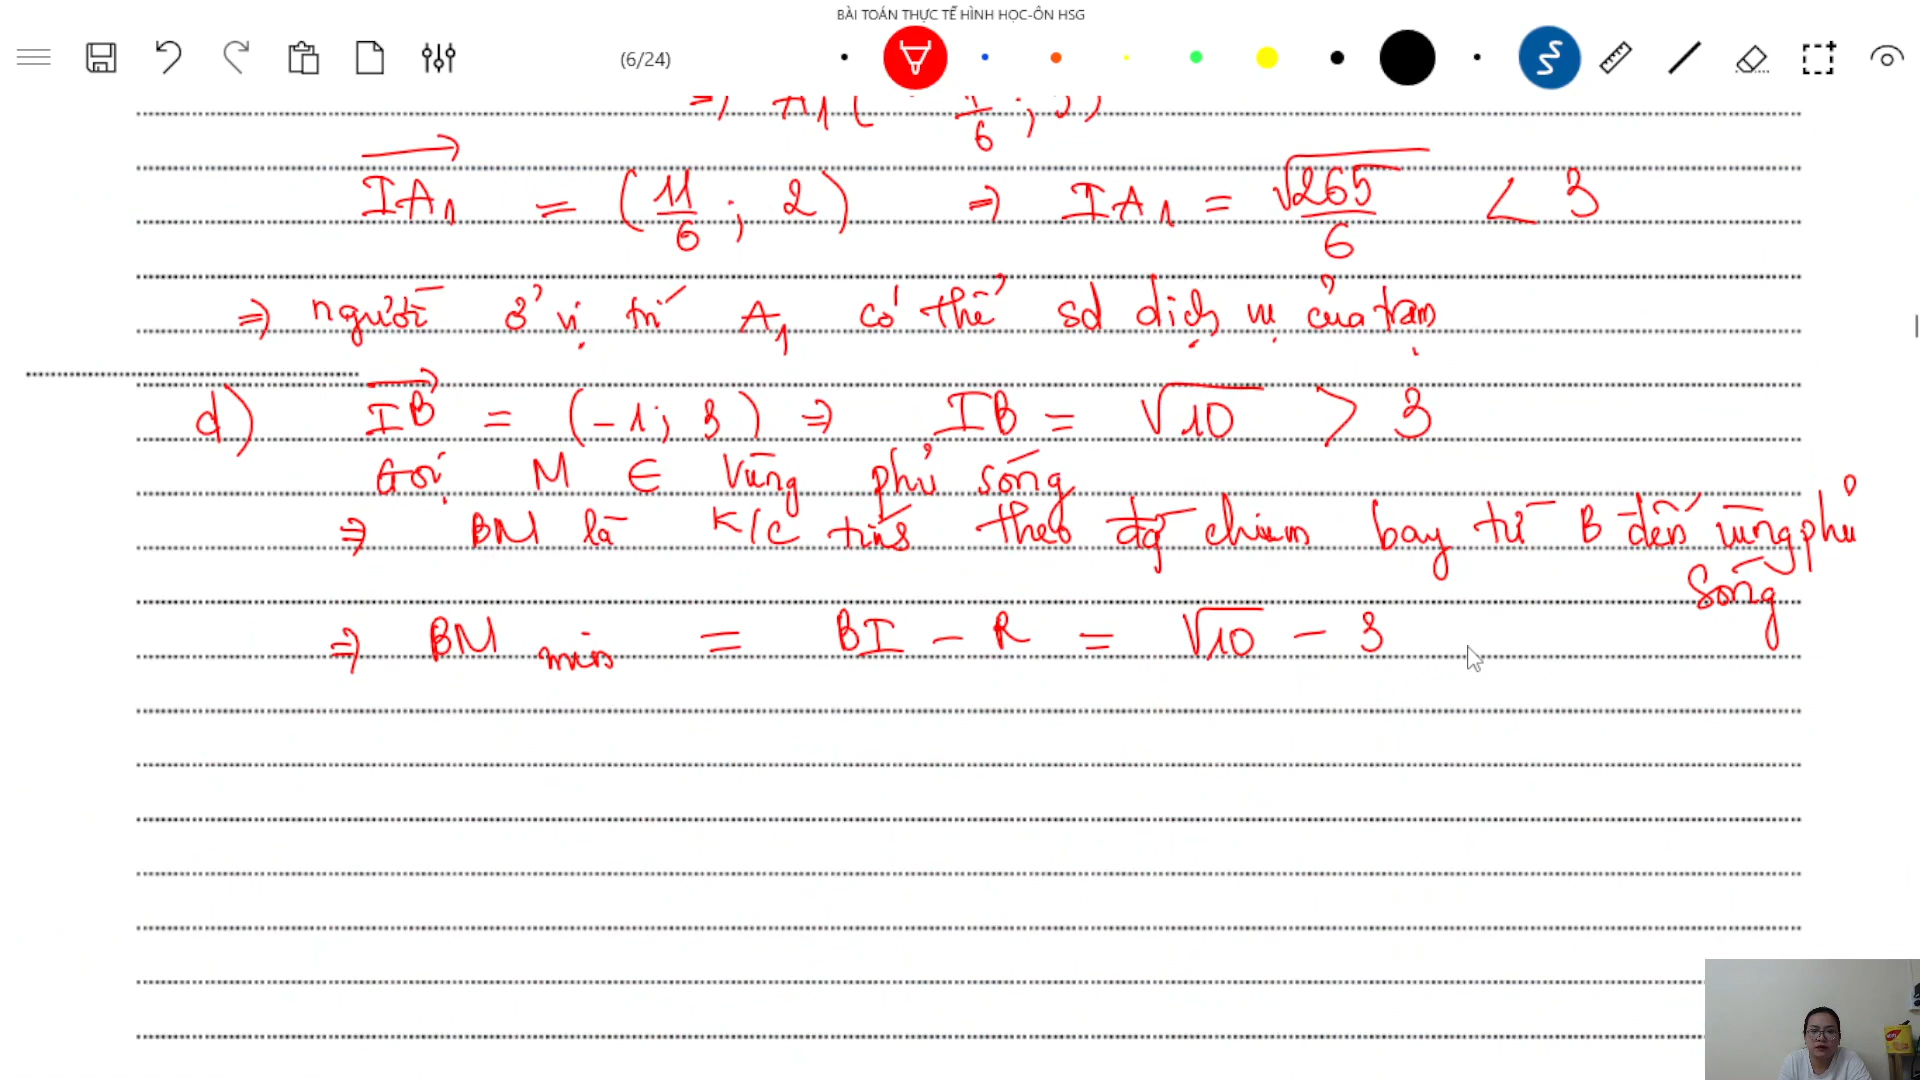 BÀI TOÁN THỰC TẾ HÌNH HỌC-ÔN HSG
(6/24)
6
IA₁ = (11/6 ; 2) => IA₁ = √265/6 < 3
=> người ở vị trí A₁ có thể sd dịch vụ của trạm
d) IB = (-1; 3) => IB = √10 > 3
Gọi M ∈ Vùng phủ sóng
=> BM là K/c tính theo đg chim bay từ B đến vùng phủ
sóng
=> BM min = BI - R = √10 - 3